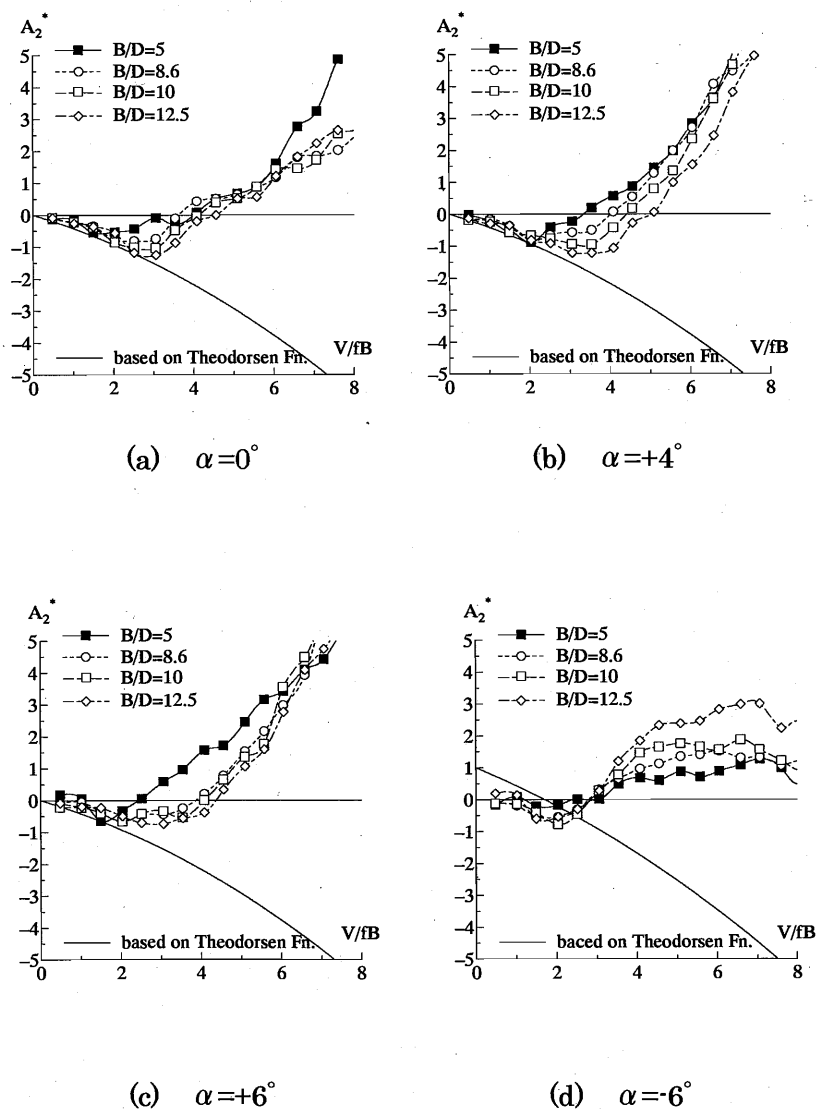 A₂*
B/D=5
B/D=8.6
B/D=10
B/D=12.5
5
4
3
2
1
0
−1
−2
−3
−4
−5
based on Theodorsen Fn.
V/fB
0 2 4 6 8
(a) α=0°
A₂*
B/D=5
B/D=8.6
B/D=10
B/D=12.5
5
4
3
2
1
0
−1
−2
−3
−4
−5
based on Theodorsen Fn.
V/fB
0 2 4 6 8
(b) α=+4°
A₂*
B/D=5
B/D=8.6
B/D=10
B/D=12.5
5
4
3
2
1
0
−1
−2
−3
−4
−5
based on Theodorsen Fn.
V/fB
0 2 4 6 8
(c) α=+6°
A₂*
B/D=5
B/D=8.6
B/D=10
B/D=12.5
5
4
3
2
1
0
−1
−2
−3
−4
−5
baced on Theodorsen Fn.
V/fB
0 2 4 6 8
(d) α=-6°